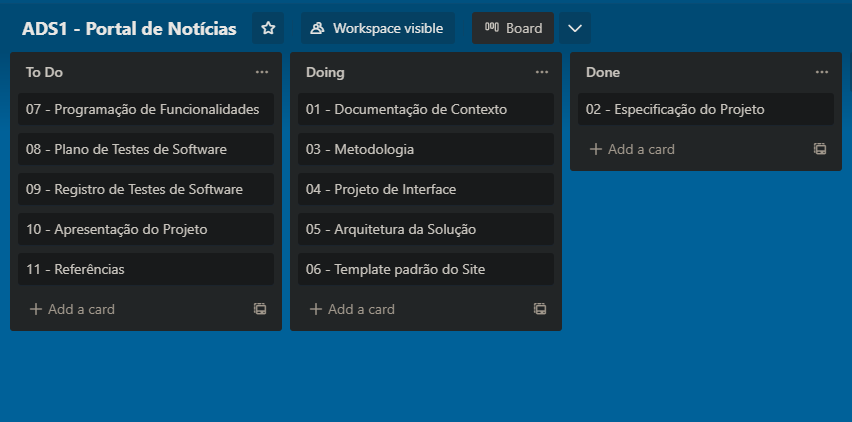 ADS1 - Portal de Notícias
Workspace visible
Board
To Do
07 - Programação de Funcionalidades
08 - Plano de Testes de Software
09 - Registro de Testes de Software
10 - Apresentação do Projeto
11 - Referências
Add a card
Doing
01 - Documentação de Contexto
03 - Metodologia
04 - Projeto de Interface
05 - Arquitetura da Solução
06 - Template padrão do Site
Add a card
Done
02 - Especificação do Projeto
Add a card